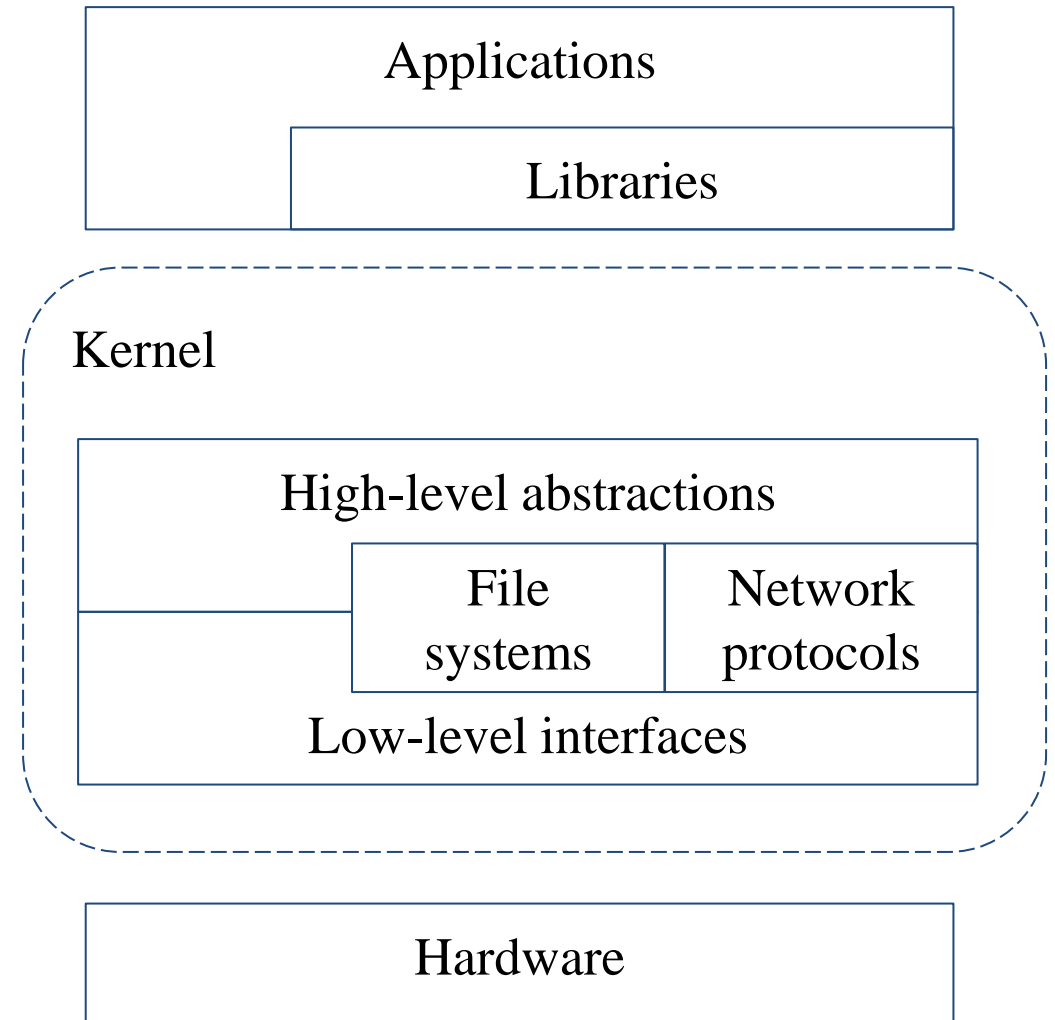 Applications
Libraries
Kernel
High-level abstractions
File
systems
Network
protocols
Low-level interfaces
Hardware